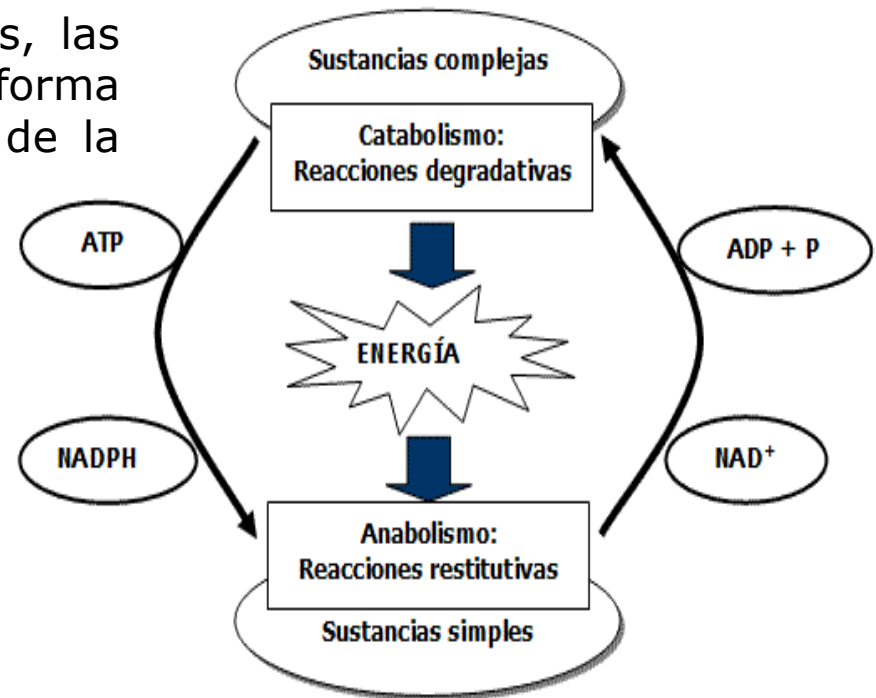 s, las
forma
de la
Sustancias complejas
Catabolismo:
Reacciones degradativas
ATP
ADP + P
ENERGÍA
NADPH
NAD⁺
Anabolismo:
Reacciones restitutivas
Sustancias simples